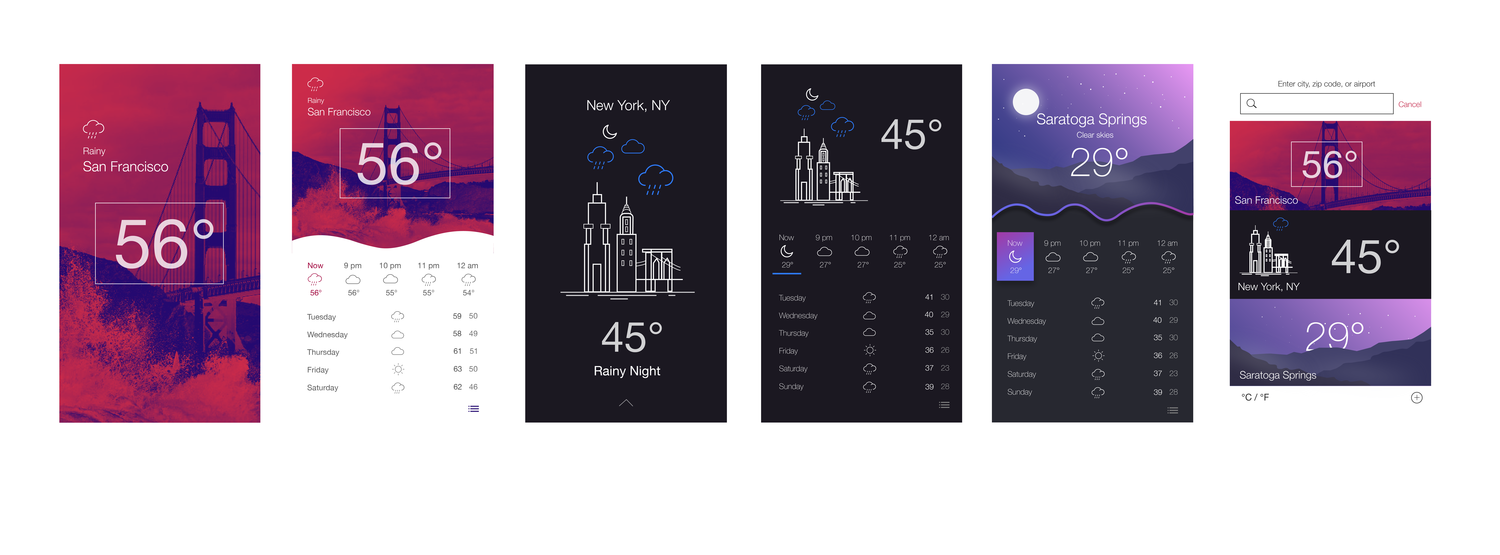 Rainy
San Francisco
56°
Rainy
San Francisco
56°
Now 9 pm 10 pm 11 pm 12 am
56° 56° 55° 55° 54°
Tuesday 59 50
Wednesday 58 49
Thursday 61 51
Friday 63 50
Saturday 62 46
New York, NY
45°
Rainy Night
45°
Now 9 pm 10 pm 11 pm 12 am
29° 27° 27° 25° 25°
Tuesday 41 30
Wednesday 40 29
Thursday 35 30
Friday 36 26
Saturday 37 23
Sunday 39 28
Saratoga Springs
Clear skies
29°
Now 9 pm 10 pm 11 pm 12 am
29° 27° 27° 25° 25°
Tuesday 41 30
Wednesday 40 29
Thursday 35 30
Friday 36 26
Saturday 37 23
Sunday 39 28
Enter city, zip code, or airport
Cancel
56°
San Francisco
45°
New York, NY
29°
Saratoga Springs
°C / °F